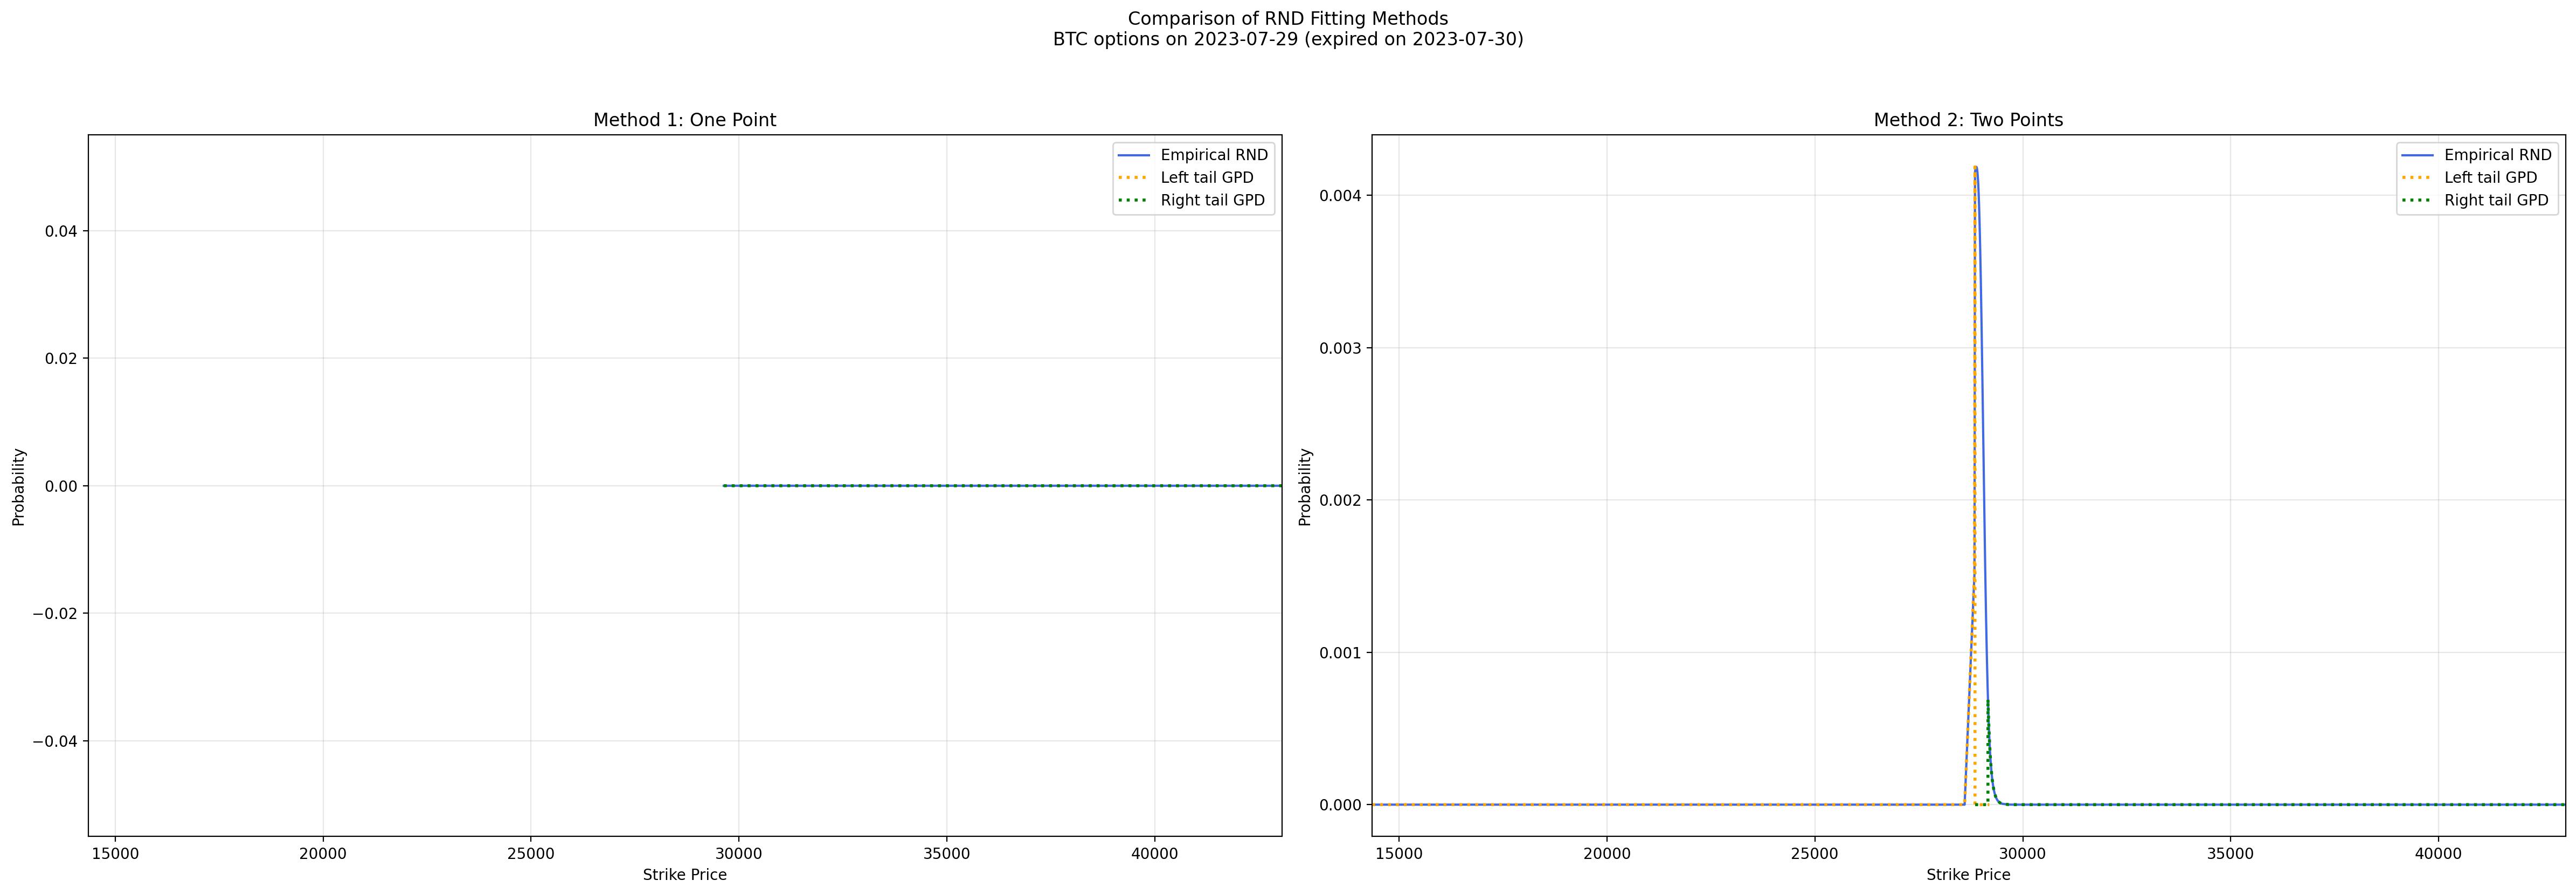 Comparison of RND Fitting Methods
BTC options on 2023-07-29 (expired on 2023-07-30)
Method 1: One Point
Empirical RND
Left tail GPD
Right tail GPD
0.04
0.02
0.00
−0.02
−0.04
Probability
15000
20000
25000
30000
35000
40000
Strike Price
Method 2: Two Points
Empirical RND
Left tail GPD
Right tail GPD
0.004
0.003
0.002
0.001
0.000
Probability
15000
20000
25000
30000
35000
40000
Strike Price